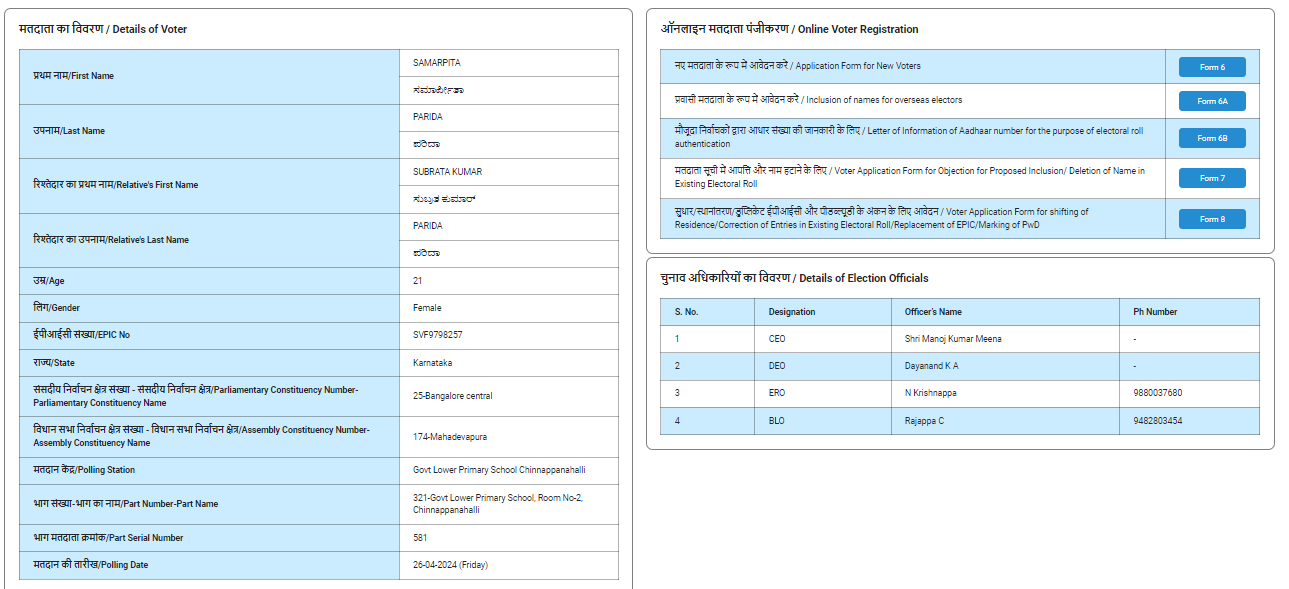 मतदाता का विवरण / Details of Voter
प्रथम नाम/First Name
SAMARPITA
ಸಮಾರ್ಪಿತಾ
उपनाम/Last Name
PARIDA
ಪರಿದಾ
रिश्तेदार का प्रथम नाम/Relative's First Name
SUBRATA KUMAR
ಸುಬ್ರತ ಕುಮಾರ್
रिश्तेदार का उपनाम/Relative's Last Name
PARIDA
ಪರಿದಾ
उम्र/Age
21
लिंग/Gender
Female
ईपीआईसी संख्या/EPIC No
SVF9798257
राज्य/State
Karnataka
संसदीय निर्वाचन क्षेत्र संख्या - संसदीय निर्वाचन क्षेत्र/Parliamentary Constituency Number-
Parliamentary Constituency Name
25-Bangalore central
विधान सभा निर्वाचन क्षेत्र संख्या - विधान सभा निर्वाचन क्षेत्र/Assembly Constituency Number-
Assembly Constituency Name
174-Mahadevapura
मतदान केंद्र/Polling Station
Govt Lower Primary School Chinnappanahalli
भाग संख्या-भाग का नाम/Part Number-Part Name
321-Govt Lower Primary School, Room No-2,
Chinnappanahalli
भाग मतदाता क्रमांक/Part Serial Number
581
मतदान की तारीख/Polling Date
26-04-2024 (Friday)
ऑनलाइन मतदाता पंजीकरण / Online Voter Registration
नए मतदाता के रूप में आवेदन करे / Application Form for New Voters
Form 6
प्रवासी मतदाता के रूप में आवेदन करे / Inclusion of names for overseas electors
Form 6A
मौजूदा निर्वाचकों द्वारा आधार संख्या की जानकारी के लिए / Letter of Information of Aadhaar number for the purpose of electoral roll
authentication
Form 6B
मतदाता सूची में आपत्ति और नाम हटाने के लिए / Voter Application Form for Objection for Proposed Inclusion/ Deletion of Name in
Existing Electoral Roll
Form 7
सुधार/स्थानांतरण/डुप्लिकेट ईपीआईसी और पीडब्ल्यूडी के अंकन के लिए आवेदन / Voter Application Form for shifting of
Residence/Correction of Entries in Existing Electoral Roll/Replacement of EPIC/Marking of PwD
Form 8
चुनाव अधिकारियों का विवरण / Details of Election Officials
S. No. Designation Officer's Name Ph Number
1 CEO Shri Manoj Kumar Meena -
2 DEO Dayanand K A -
3 ERO N Krishnappa 9880037680
4 BLO Rajappa C 9482803454